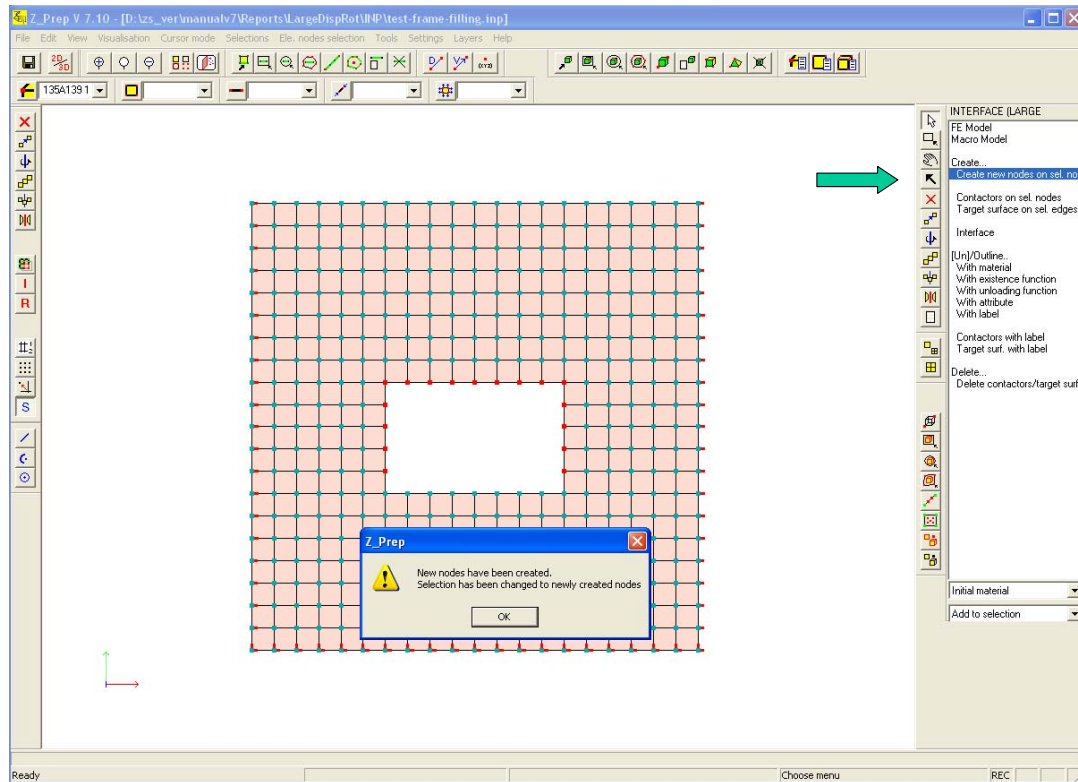 Z_Prep V 7.10 - [D:\zs_ver\manualv7\Reports\LargeDispRot\INP\test-frame-filling.inp]
File Edit View Visualisation Cursor mode Selections Ele. nodes selection Tools Settings Layers Help
2D/3D
(XYZ)
135A139 1
INTERFACE (LARGE
FE Model
Macro Model
Create...
Create new nodes on sel. no
Contactors on sel. nodes
Target surface on sel. edges
Interface
[Un]/Outline..
With material
With existence function
With unloading function
With attribute
With label
Contactors with label
Target surf. with label
Delete...
Delete contactors/target surf
I
R
S
Z_Prep
New nodes have been created.
Selection has been changed to newly created nodes
OK
Initial material
Add to selection
Ready
Choose menu
REC